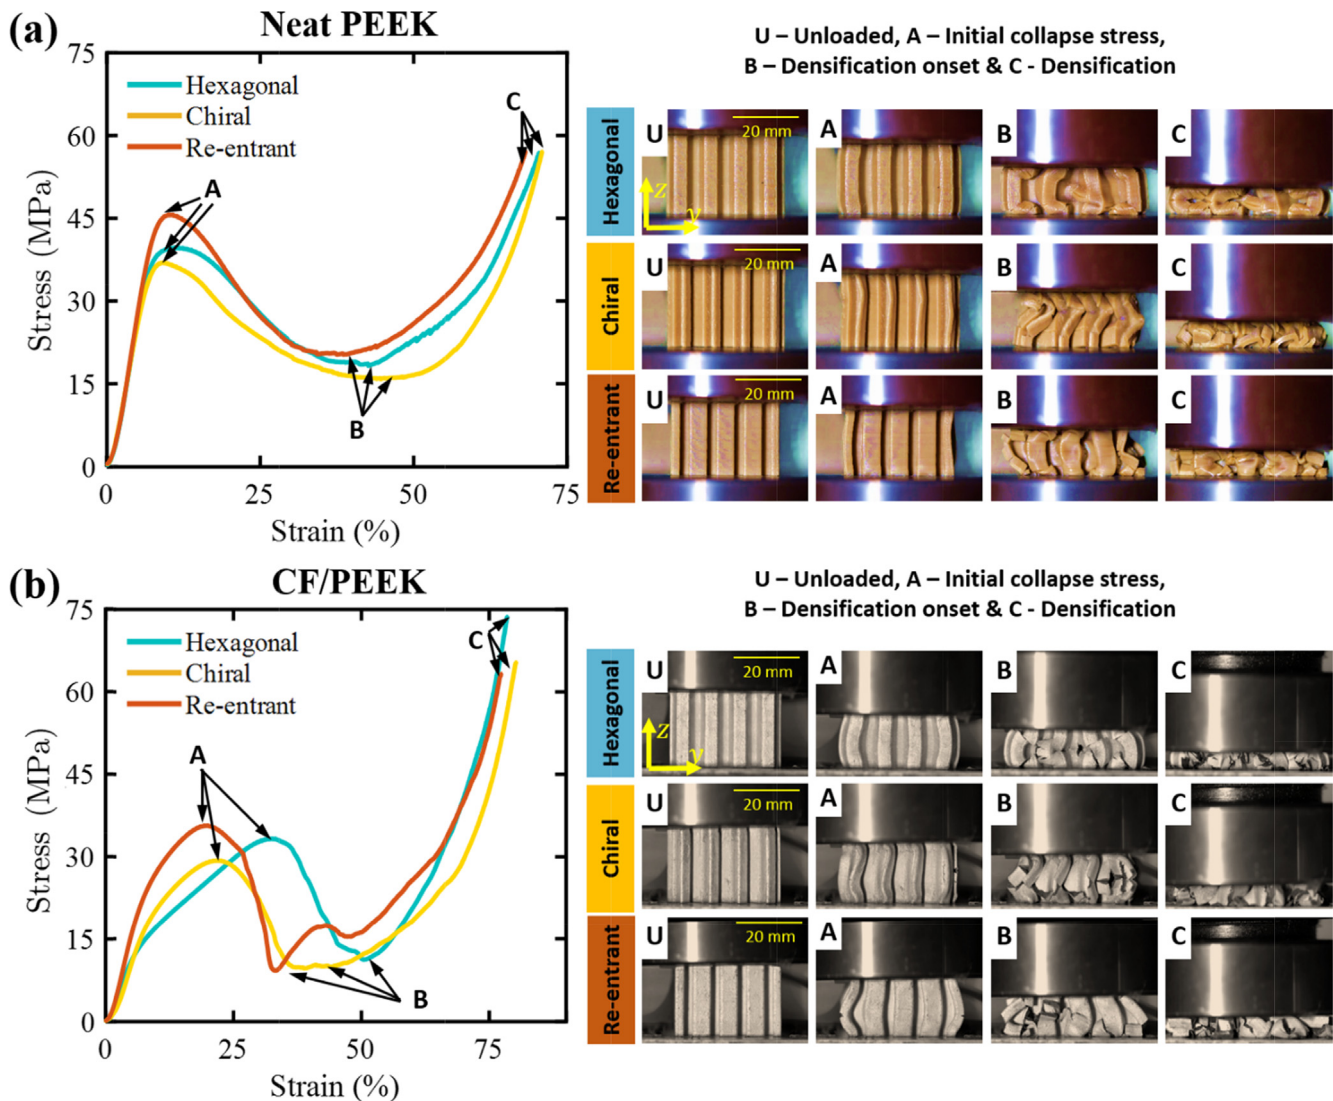 (a)
Neat PEEK
75
60
45
30
15
0
Stress (MPa)
Hexagonal
Chiral
Re-entrant
A
B
C
0 25 50 75
Strain (%)
U – Unloaded, A – Initial collapse stress,
B – Densification onset & C - Densification
Hexagonal
U
20 mm
z
y
A
B
C
Chiral
U
20 mm
A
B
C
Re-entrant
U
20 mm
A
B
C
(b)
CF/PEEK
75
60
45
30
15
0
Stress (MPa)
Hexagonal
Chiral
Re-entrant
A
B
C
0 25 50 75
Strain (%)
U – Unloaded, A – Initial collapse stress,
B – Densification onset & C - Densification
Hexagonal
U
20 mm
z
y
A
B
C
Chiral
U
20 mm
A
B
C
Re-entrant
U
20 mm
A
B
C